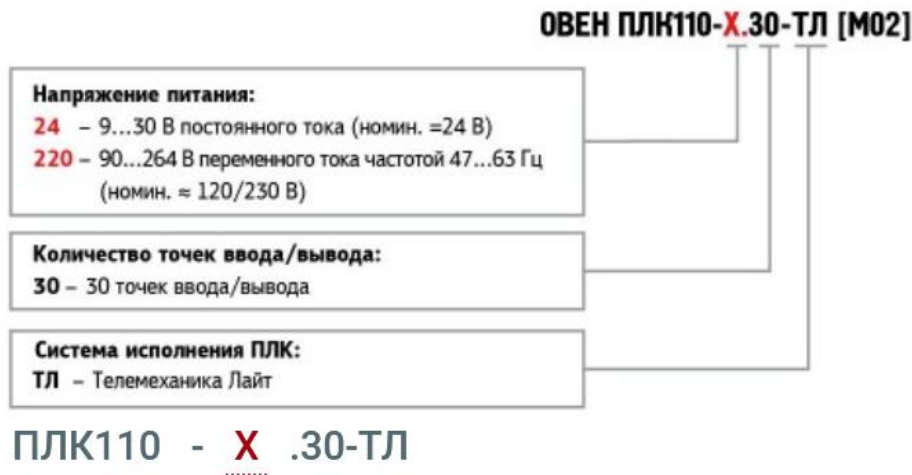 ОВЕН ПЛК110-Х.30-ТЛ [М02]
Напряжение питания:
24 – 9...30 В постоянного тока (номин. =24 В)
220 – 90...264 В переменного тока частотой 47...63 Гц
(номин. ≈ 120/230 В)
Количество точек ввода/вывода:
30 – 30 точек ввода/вывода
Система исполнения ПЛК:
ТЛ – Телемеханика Лайт
ПЛК110 - Х .30-ТЛ